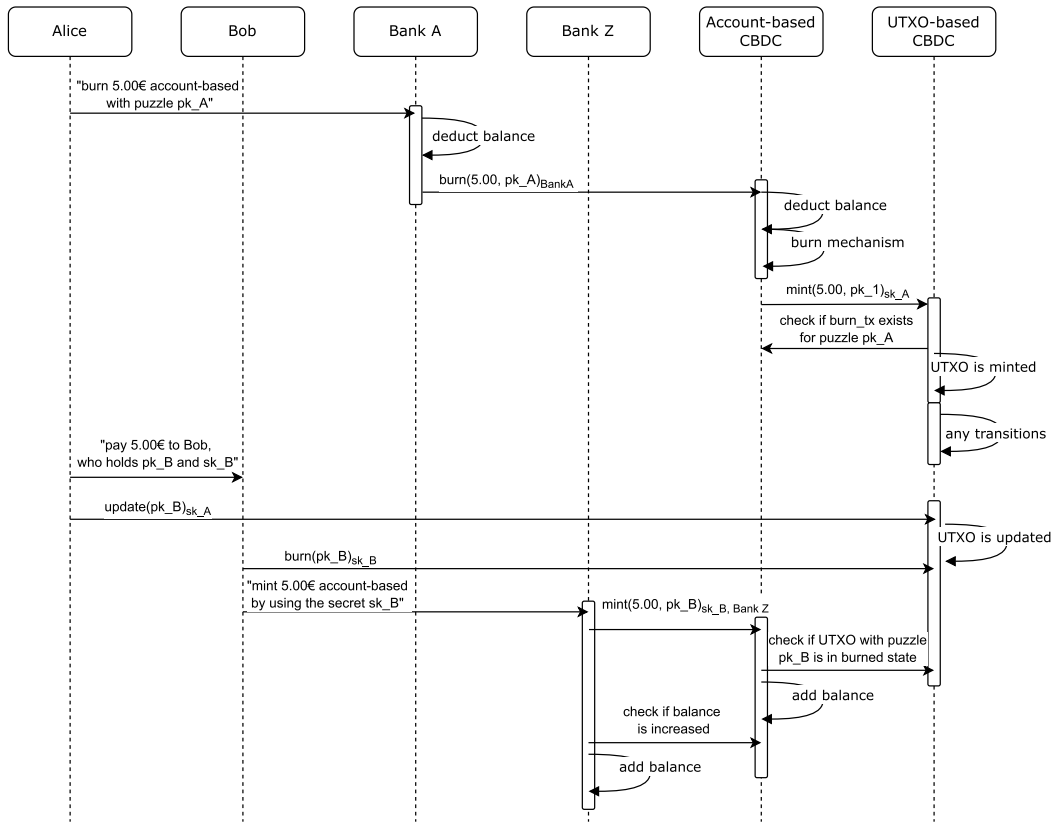 Alice
Bob
Bank A
Bank Z
Account-based
CBDC
UTXO-based
CBDC
"burn 5.00€ account-based
with puzzle pk_A"
deduct balance
burn(5.00, pk_A)BankA
deduct balance
burn mechanism
mint(5.00, pk_1)sk_A
check if burn_tx exists
for puzzle pk_A
UTXO is minted
any transitions
"pay 5.00€ to Bob,
who holds pk_B and sk_B"
update(pk_B)sk_A
UTXO is updated
burn(pk_B)sk_B
"mint 5.00€ account-based
by using the secret sk_B"
mint(5.00, pk_B)sk_B, Bank Z
check if UTXO with puzzle
pk_B is in burned state
add balance
check if balance
is increased
add balance